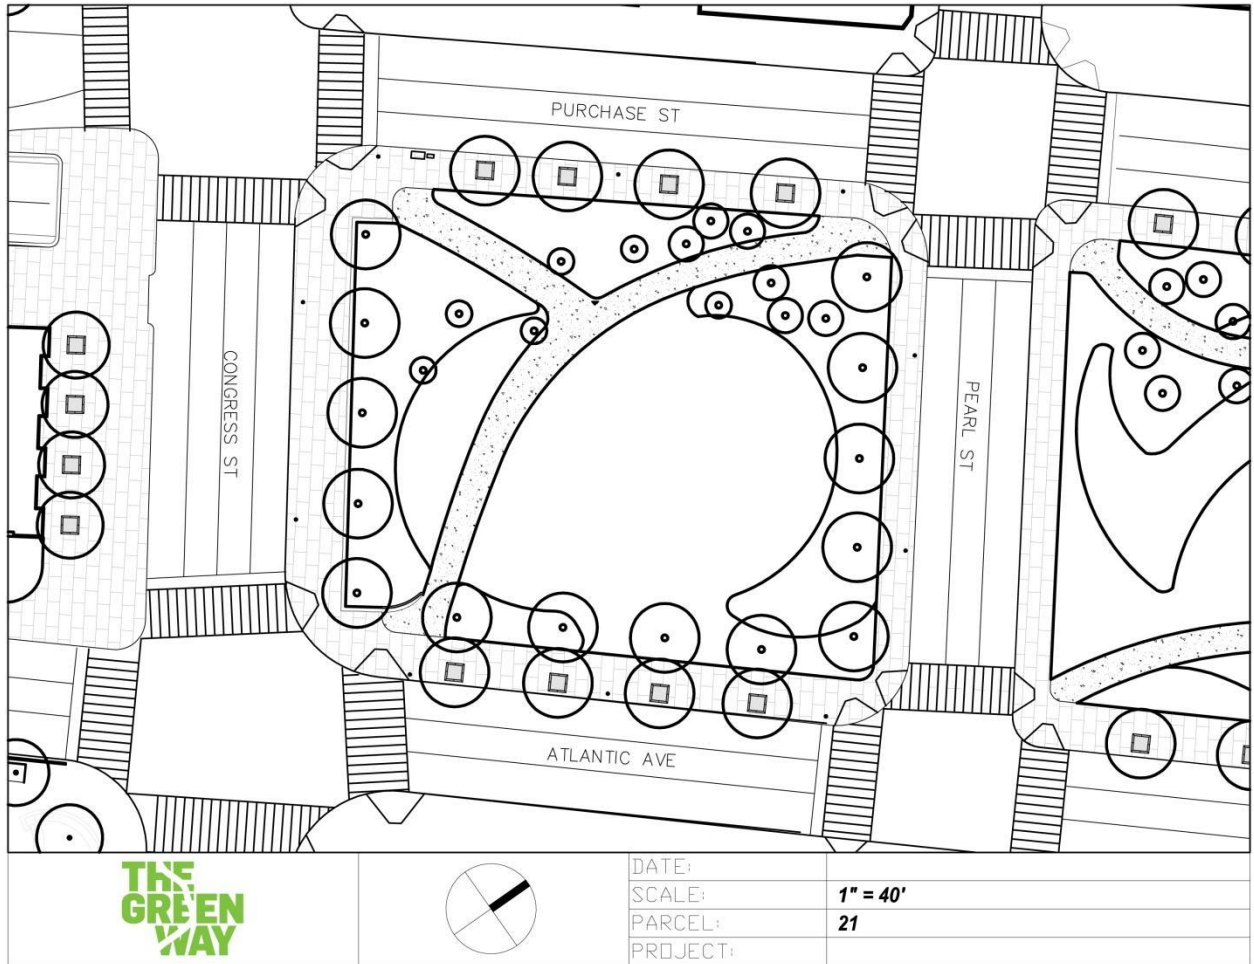 PURCHASE ST
CONGRESS ST
PEARL ST
ATLANTIC AVE
THE
GREEN
WAY
DATE:
SCALE: 1" = 40'
PARCEL: 21
PROJECT: